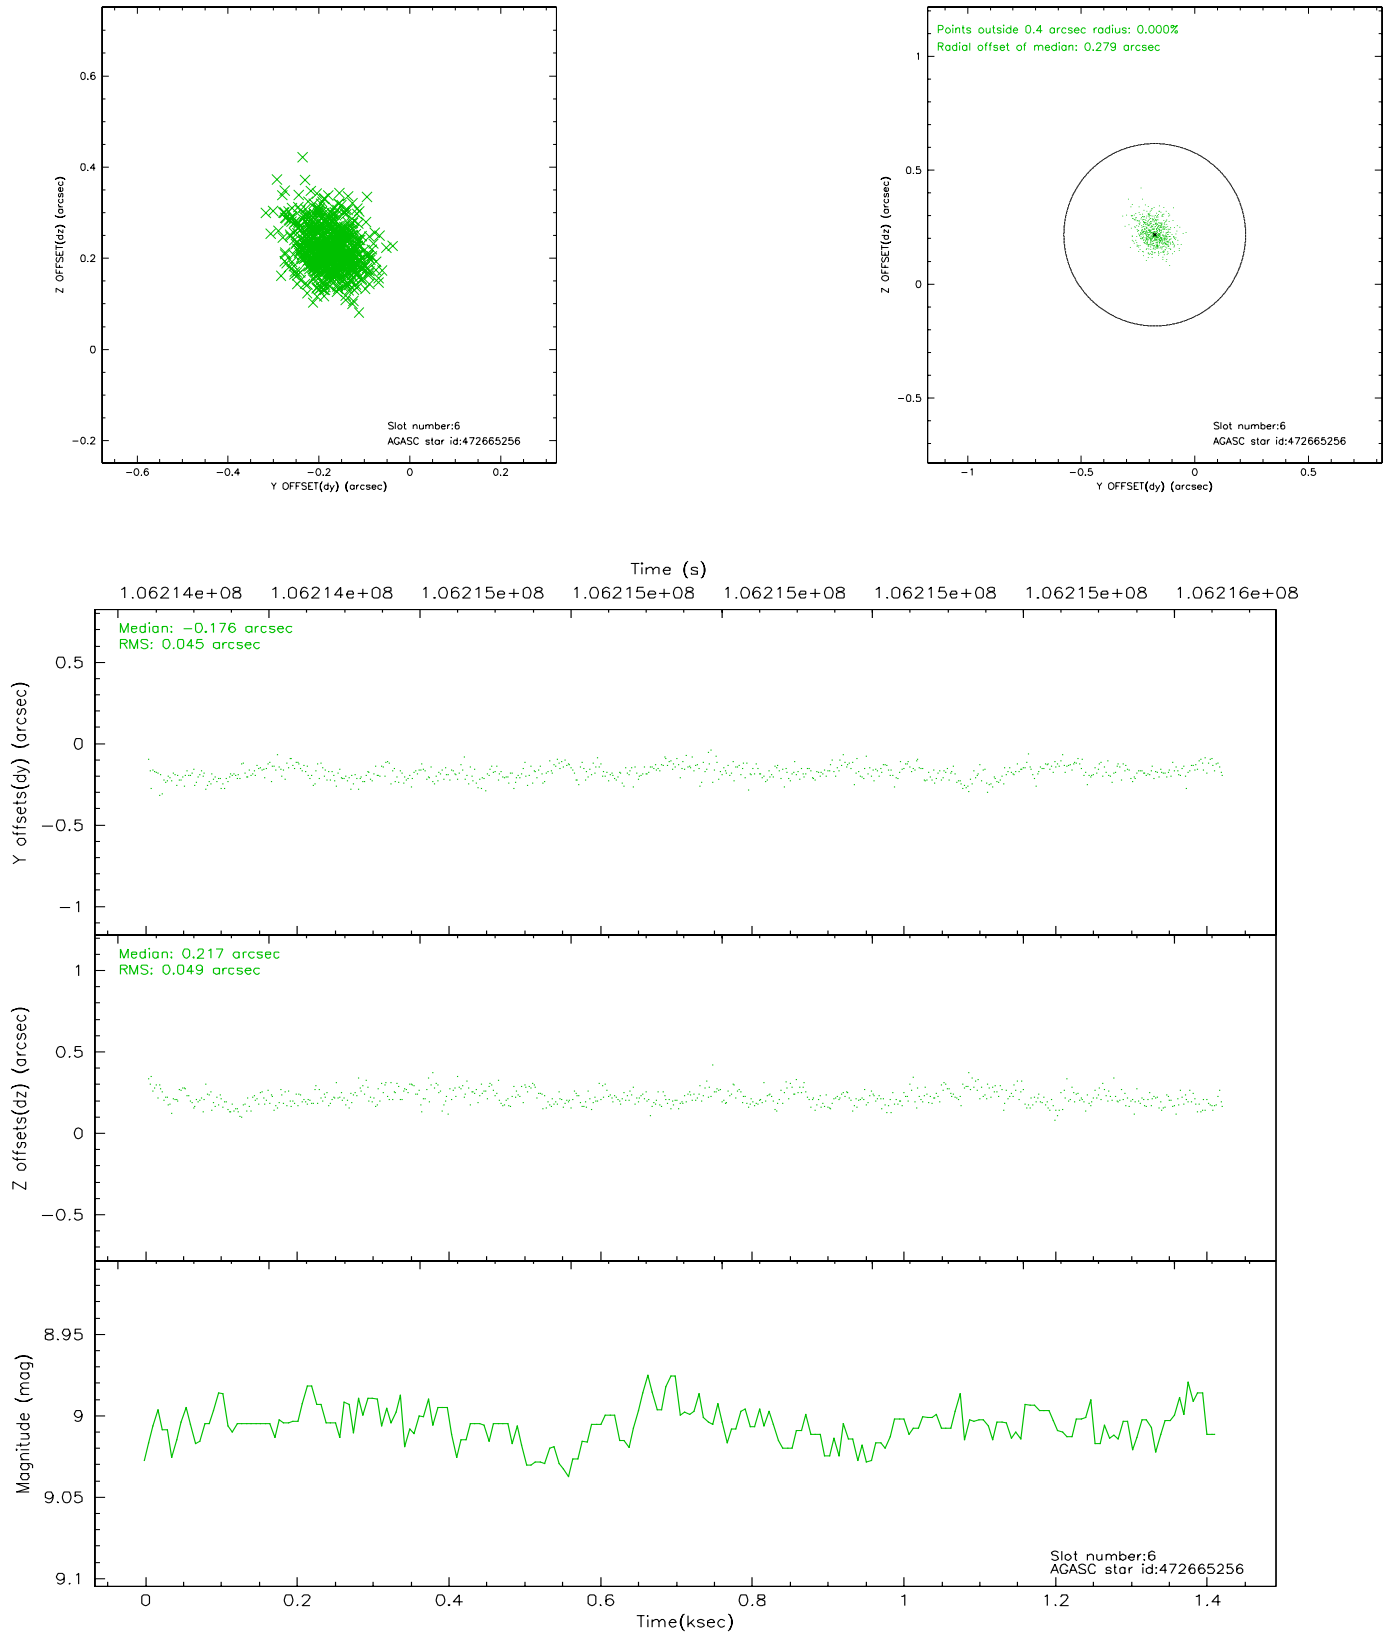 0.6
0.4
0.2
0
−0.2
Z OFFSET(dz) (arcsec)
Slot number:6
AGASC star id:472665256
−0.6 −0.4 −0.2 0 0.2
Y OFFSET(dy) (arcsec)
Points outside 0.4 arcsec radius: 0.000%
Radial offset of median: 0.279 arcsec
1
0.5
0
−0.5
Z OFFSET(dz) (arcsec)
Slot number:6
AGASC star id:472665256
−1 −0.5 0 0.5
Y OFFSET(dy) (arcsec)
Time (s)
1.06214e+08 1.06214e+08 1.06215e+08 1.06215e+08 1.06215e+08 1.06215e+08 1.06215e+08 1.06216e+08
Median: −0.176 arcsec
RMS: 0.045 arcsec
0.5
0
−0.5
−1
Y offsets(dy) (arcsec)
Median: 0.217 arcsec
RMS: 0.049 arcsec
1
0.5
0
−0.5
Z offsets(dz) (arcsec)
8.95
9
9.05
9.1
Magnitude (mag)
Slot number:6
AGASC star id:472665256
0 0.2 0.4 0.6 0.8 1 1.2 1.4
Time(ksec)